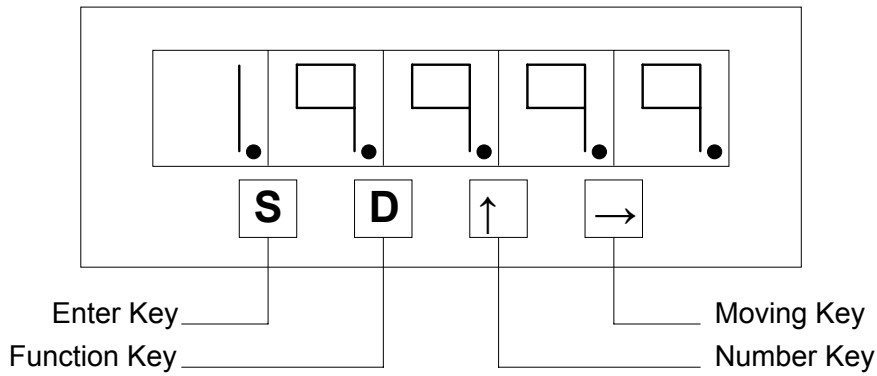 1.9.9.9.9.
S D ↑ →
Enter Key Moving Key
Function Key Number Key